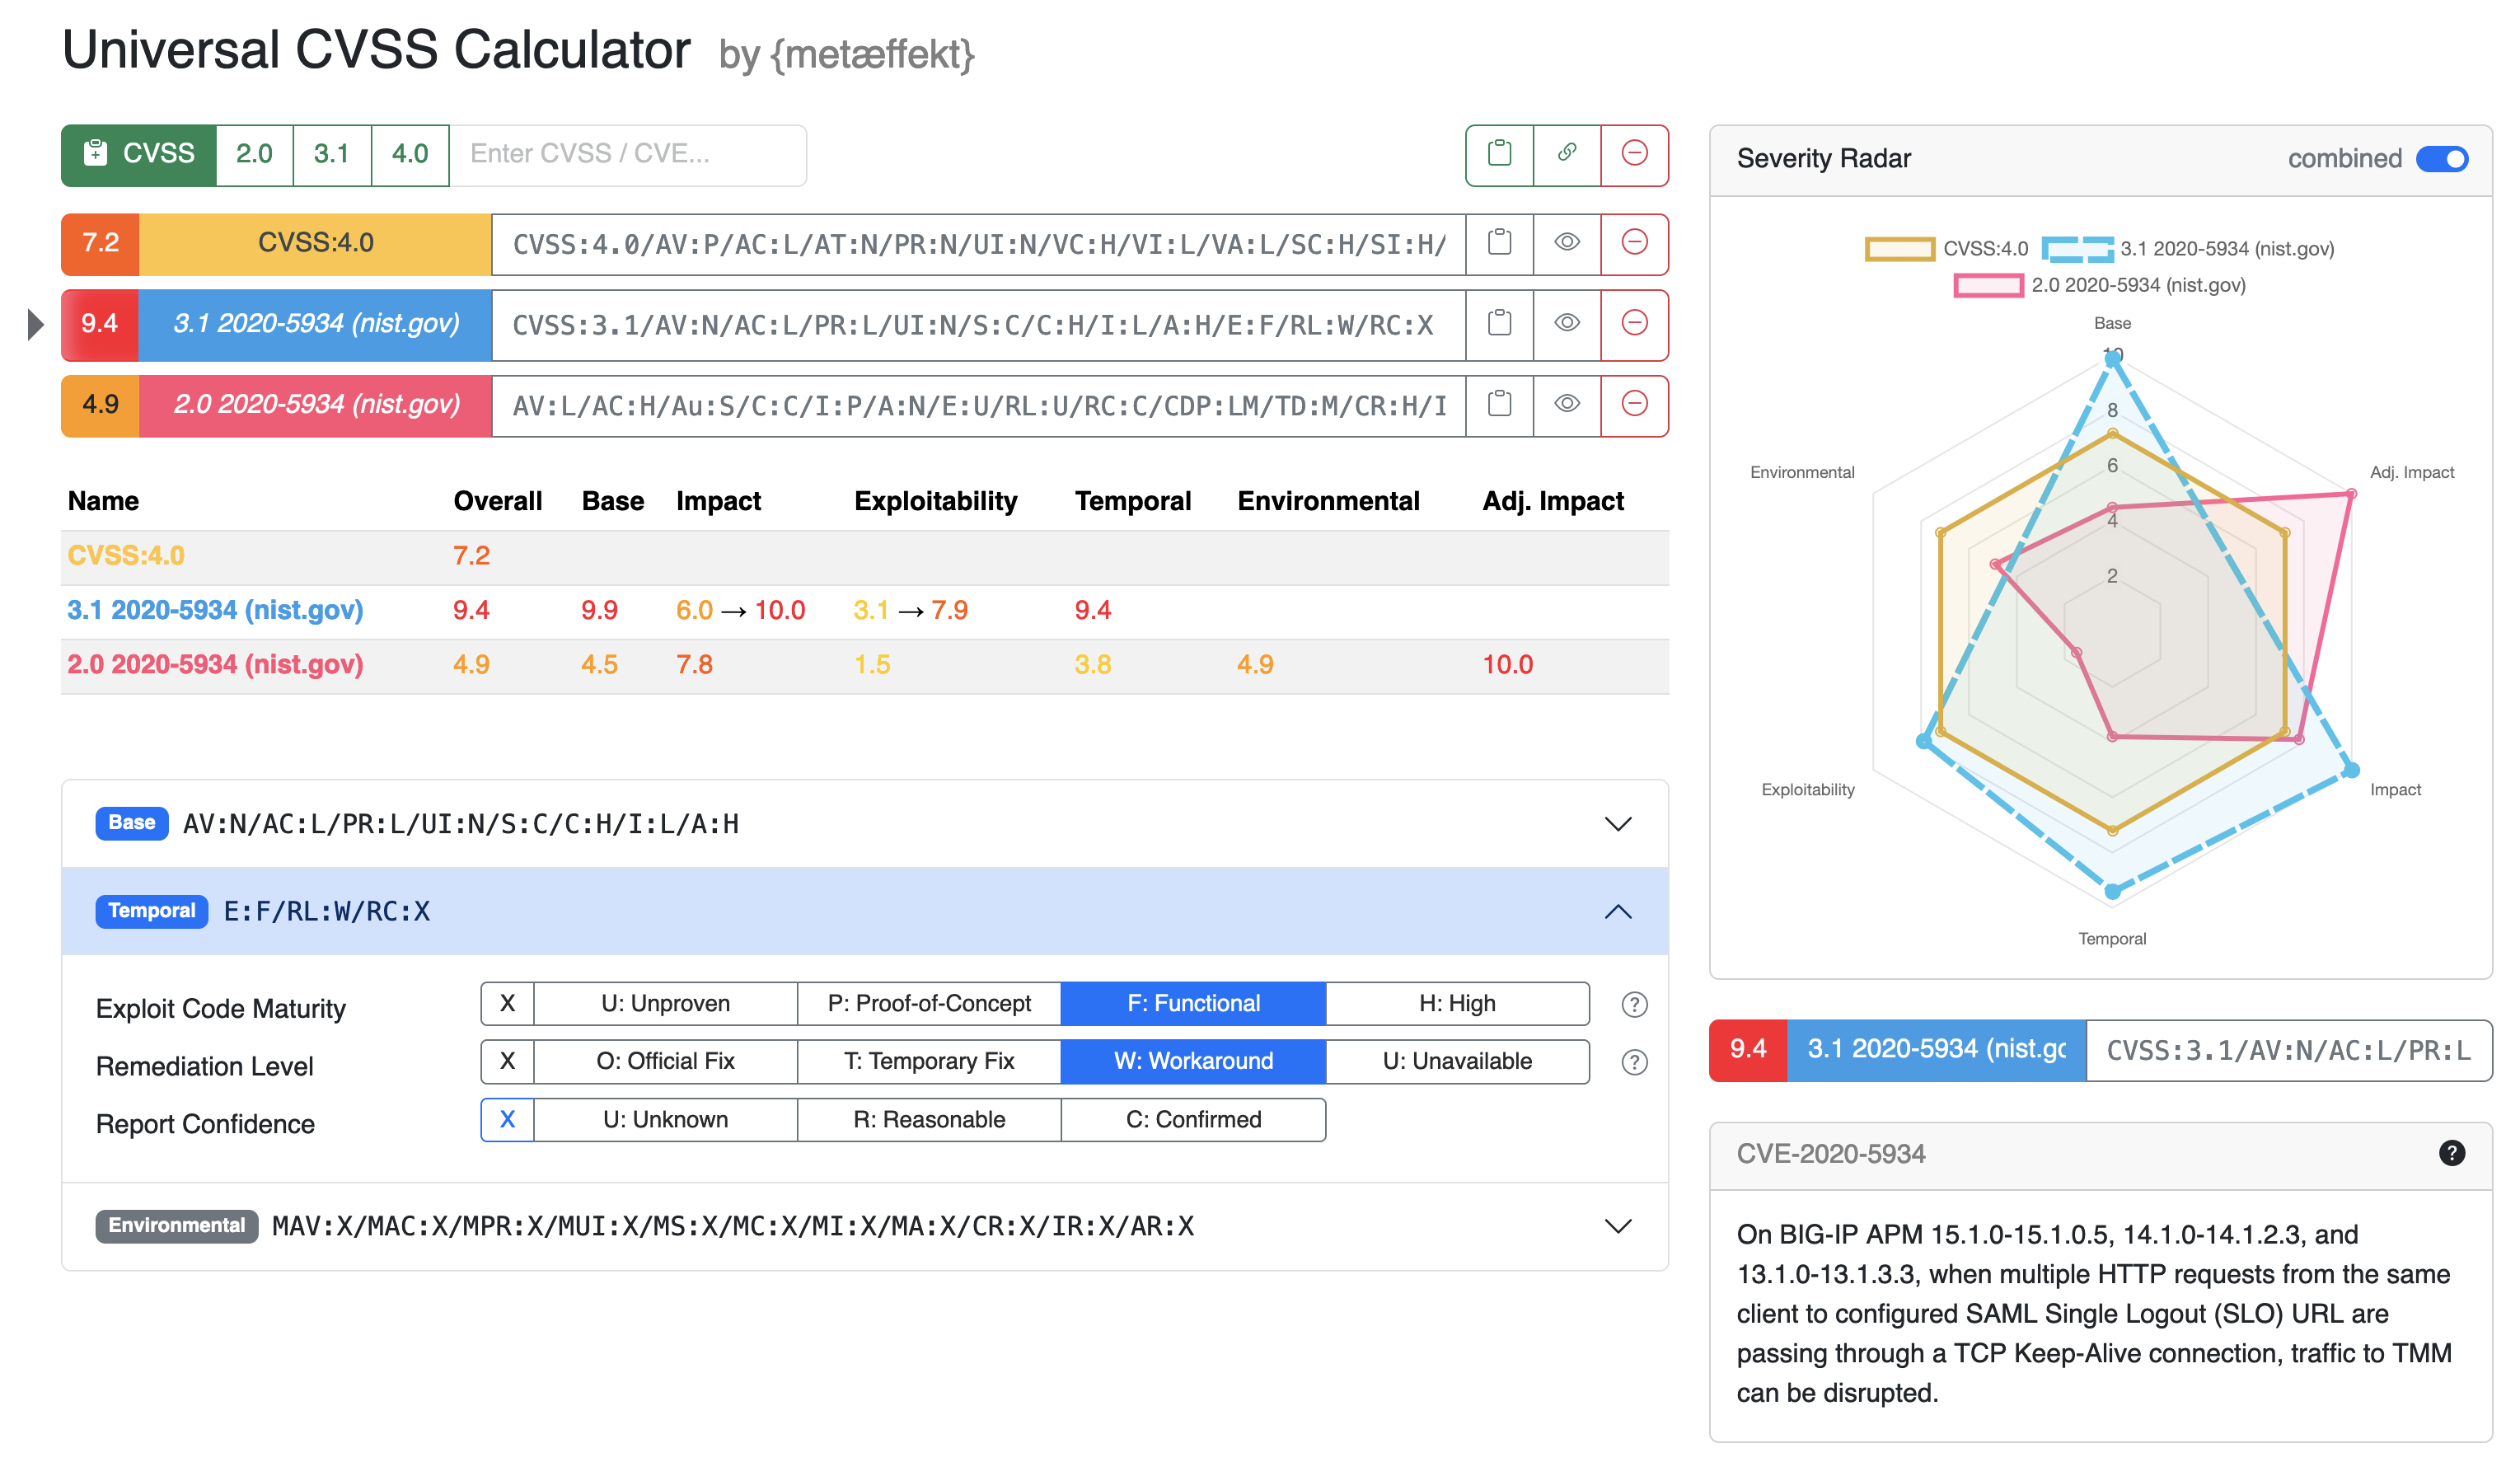 Universal CVSS Calculator by {metæffekt}
CVSS 2.0 3.1 4.0 Enter CVSS / CVE...
7.2 CVSS:4.0 CVSS:4.0/AV:P/AC:L/AT:N/PR:N/UI:N/VC:H/VI:L/VA:L/SC:H/SI:H/
9.4 3.1 2020-5934 (nist.gov) CVSS:3.1/AV:N/AC:L/PR:L/UI:N/S:C/C:H/I:L/A:H/E:F/RL:W/RC:X
4.9 2.0 2020-5934 (nist.gov) AV:L/AC:H/Au:S/C:C/I:P/A:N/E:U/RL:U/RC:C/CDP:LM/TD:M/CR:H/I
Name Overall Base Impact Exploitability Temporal Environmental Adj. Impact
CVSS:4.0 7.2
3.1 2020-5934 (nist.gov) 9.4 9.9 6.0 → 10.0 3.1 → 7.9 9.4
2.0 2020-5934 (nist.gov) 4.9 4.5 7.8 1.5 3.8 4.9 10.0
Base AV:N/AC:L/PR:L/UI:N/S:C/C:H/I:L/A:H
Temporal E:F/RL:W/RC:X
Exploit Code Maturity X U: Unproven P: Proof-of-Concept F: Functional H: High ?
Remediation Level X O: Official Fix T: Temporary Fix W: Workaround U: Unavailable ?
Report Confidence X U: Unknown R: Reasonable C: Confirmed
Environmental MAV:X/MAC:X/MPR:X/MUI:X/MS:X/MC:X/MI:X/MA:X/CR:X/IR:X/AR:X
Severity Radar combined
CVSS:4.0 3.1 2020-5934 (nist.gov)
2.0 2020-5934 (nist.gov)
Base
10
8
6
4
2
Environmental
Adj. Impact
Exploitability
Impact
Temporal
9.4 3.1 2020-5934 (nist.gc CVSS:3.1/AV:N/AC:L/PR:L
CVE-2020-5934 ?
On BIG-IP APM 15.1.0-15.1.0.5, 14.1.0-14.1.2.3, and
13.1.0-13.1.3.3, when multiple HTTP requests from the same
client to configured SAML Single Logout (SLO) URL are
passing through a TCP Keep-Alive connection, traffic to TMM
can be disrupted.